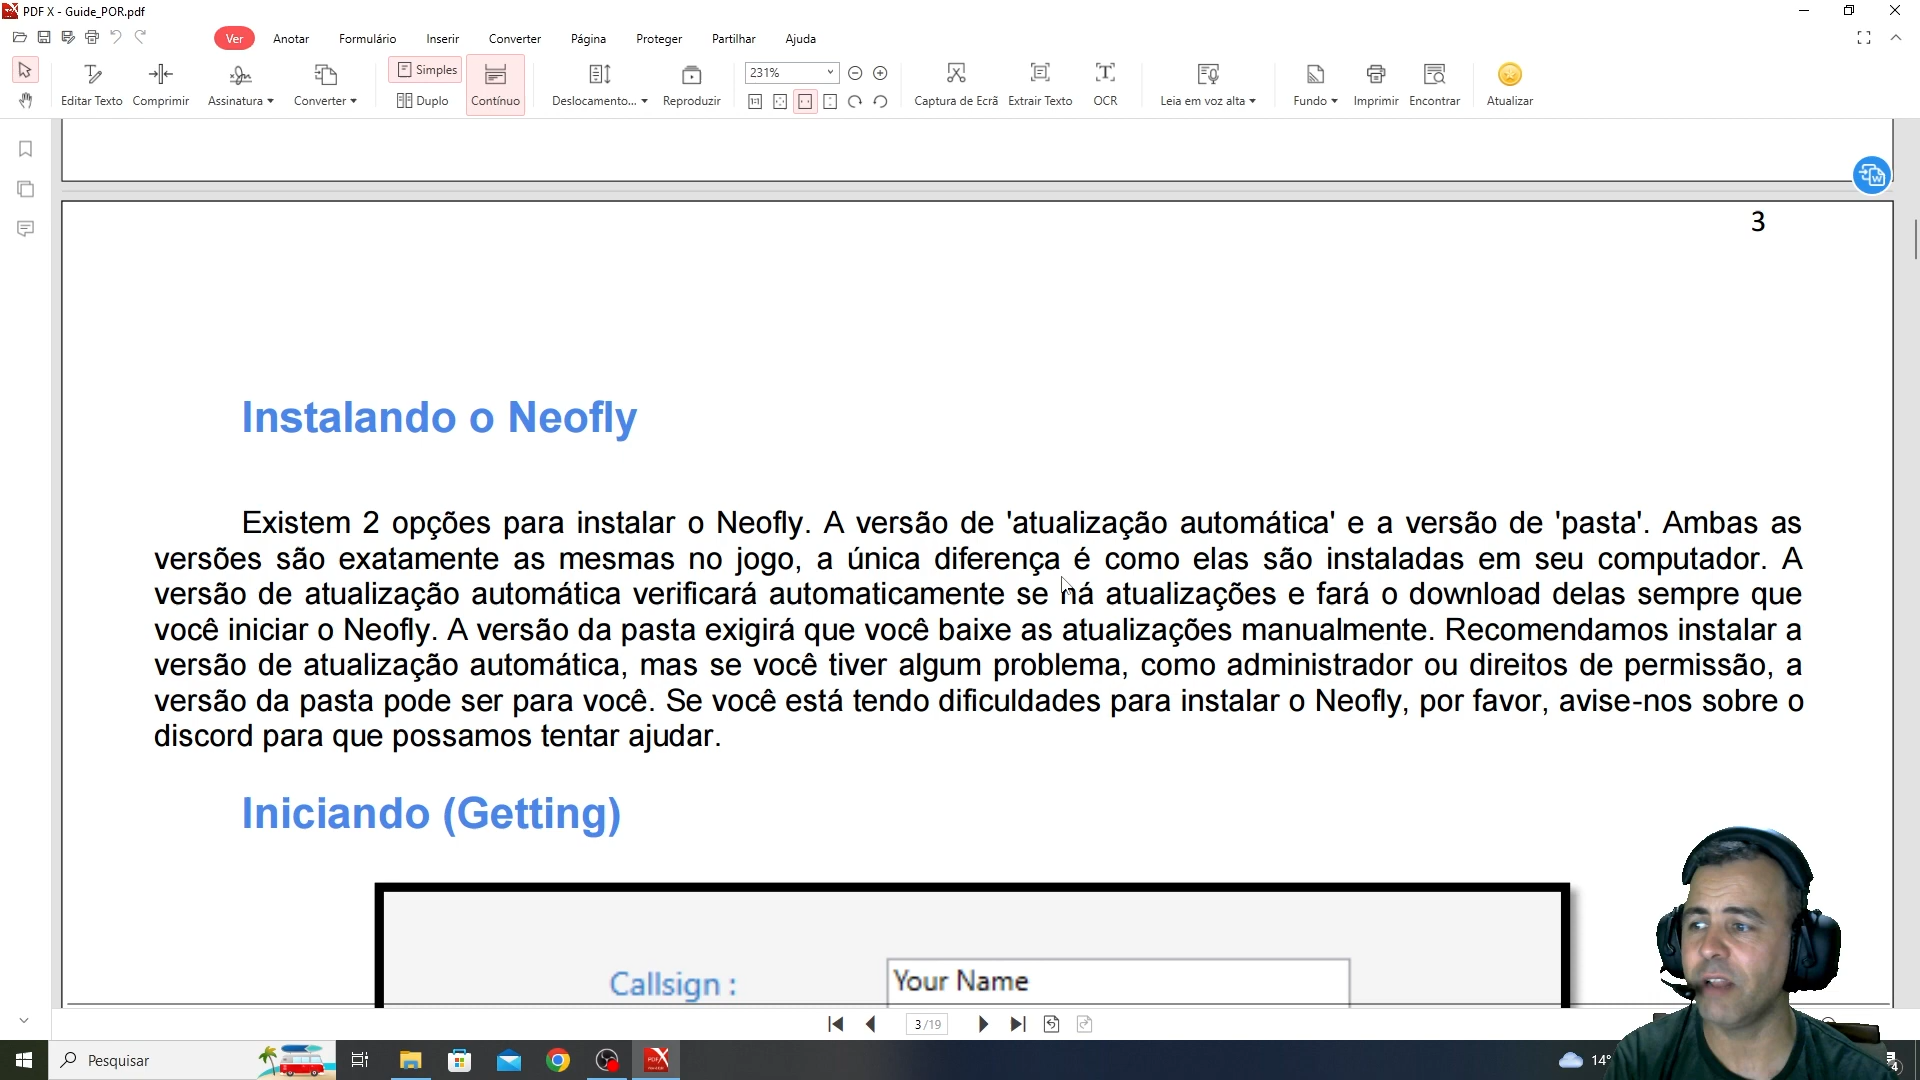 PDF X - Guide_POR.pdf
Ver Anotar Formulário Inserir Converter Página Proteger Partilhar Ajuda
Simples 231%
Editar Texto Comprimir Assinatura Converter Duplo Contínuo Deslocamento... Reproduzir Captura de Ecrã Extrair Texto OCR Leia em voz alta Fundo Imprimir Encontrar Atualizar
3
Instalando o Neofly
Existem 2 opções para instalar o Neofly. A versão de 'atualização automática' e a versão de 'pasta'. Ambas as
versões são exatamente as mesmas no jogo, a única diferença é como elas são instaladas em seu computador. A
versão de atualização automática verificará automaticamente se há atualizações e fará o download delas sempre que
você iniciar o Neofly. A versão da pasta exigirá que você baixe as atualizações manualmente. Recomendamos instalar a
versão de atualização automática, mas se você tiver algum problema, como administrador ou direitos de permissão, a
versão da pasta pode ser para você. Se você está tendo dificuldades para instalar o Neofly, por favor, avise-nos sobre o
discord para que possamos tentar ajudar.
Iniciando (Getting)
Callsign : Your Name
3 /19
Pesquisar 14° 4